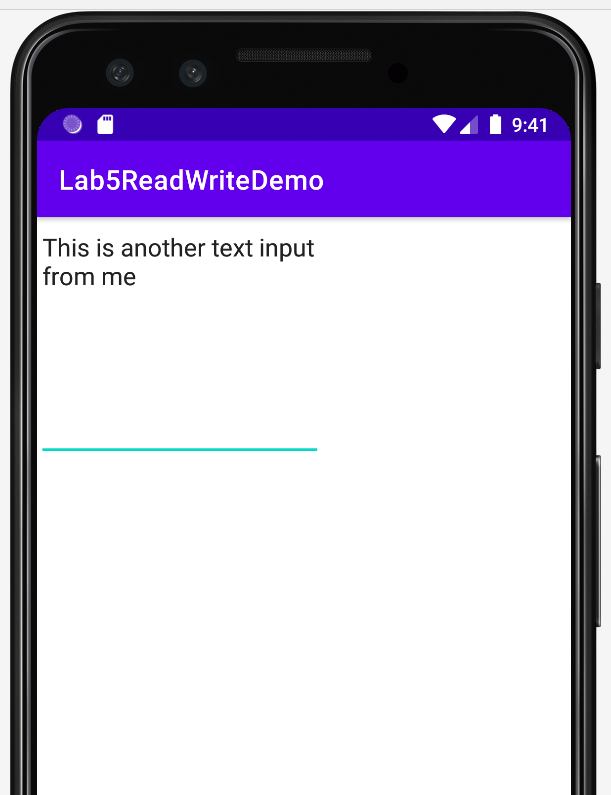 9:41
Lab5ReadWriteDemo
This is another text input
from me